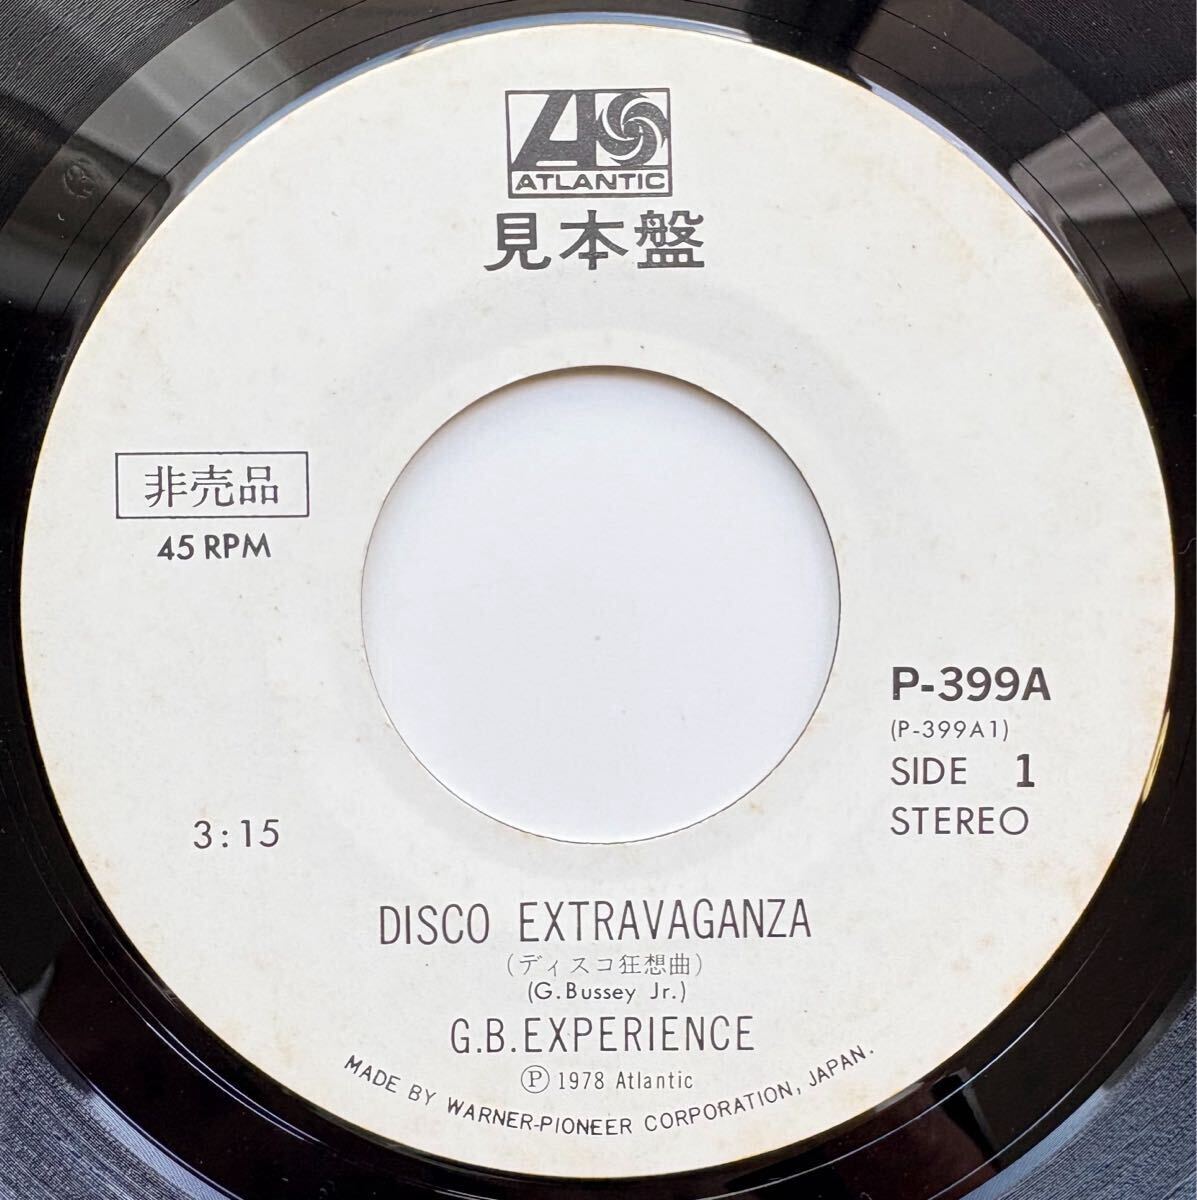 ATLANTIC
見本盤
非売品
45 RPM
P-399A
(P-399A1)
SIDE 1
STEREO
3:15
DISCO EXTRAVAGANZA
(ディスコ狂想曲)
(G.Bussey Jr.)
G.B.EXPERIENCE
Ⓟ 1978 Atlantic
MADE BY WARNER-PIONEER CORPORATION, JAPAN.